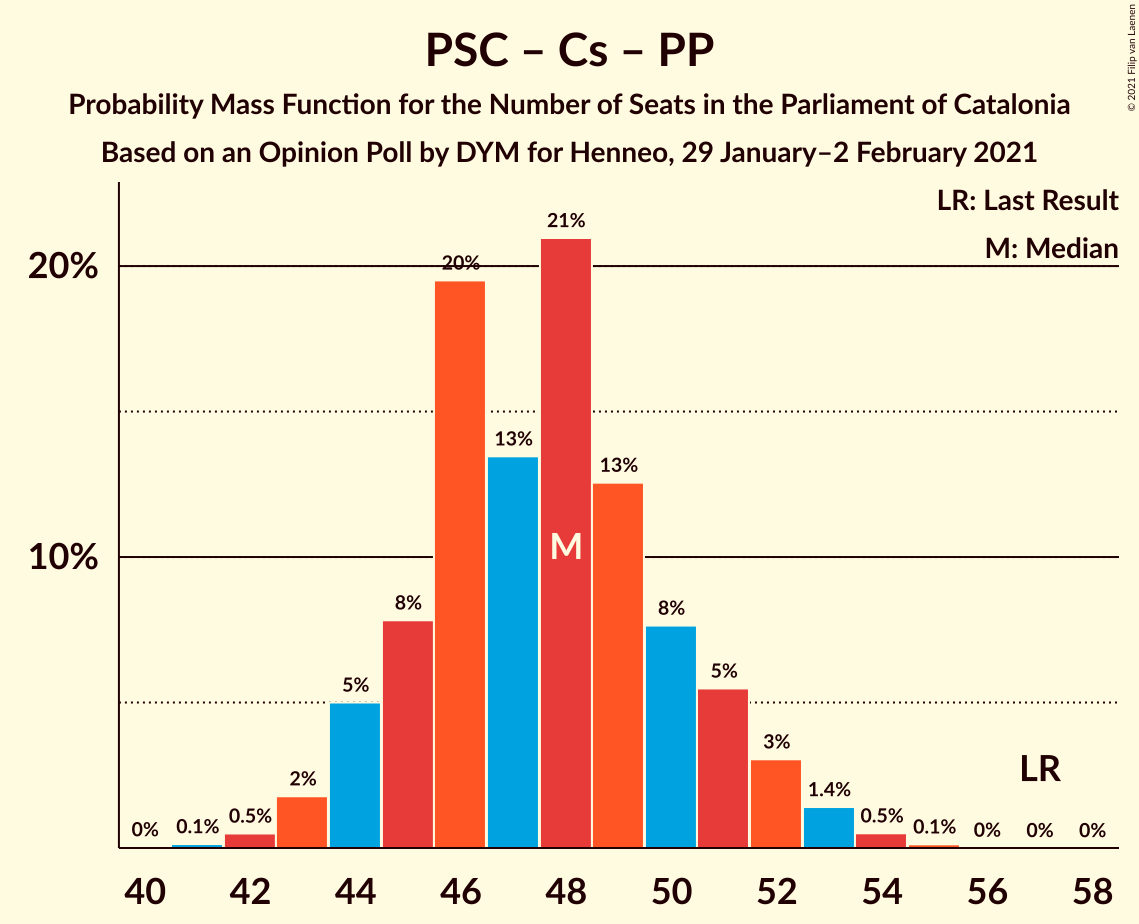 PSC – Cs – PP
Probability Mass Function for the Number of Seats in the Parliament of Catalonia
Based on an Opinion Poll by DYM for Henneo, 29 January–2 February 2021
© 2021 Filip van Laenen
LR: Last Result
M: Median
20%
10%
0%
0.1%
0.5%
2%
5%
8%
20%
13%
21%
13%
8%
5%
3%
1.4%
0.5%
0.1%
0%
0%
0%
M
LR
40 42 44 46 48 50 52 54 56 58